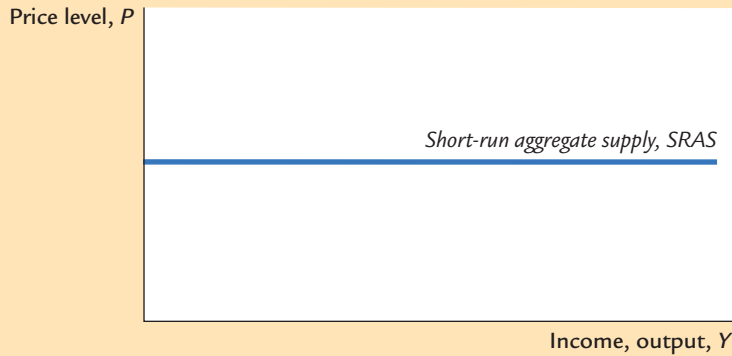 Price level, P
Short-run aggregate supply, SRAS
Income, output, Y